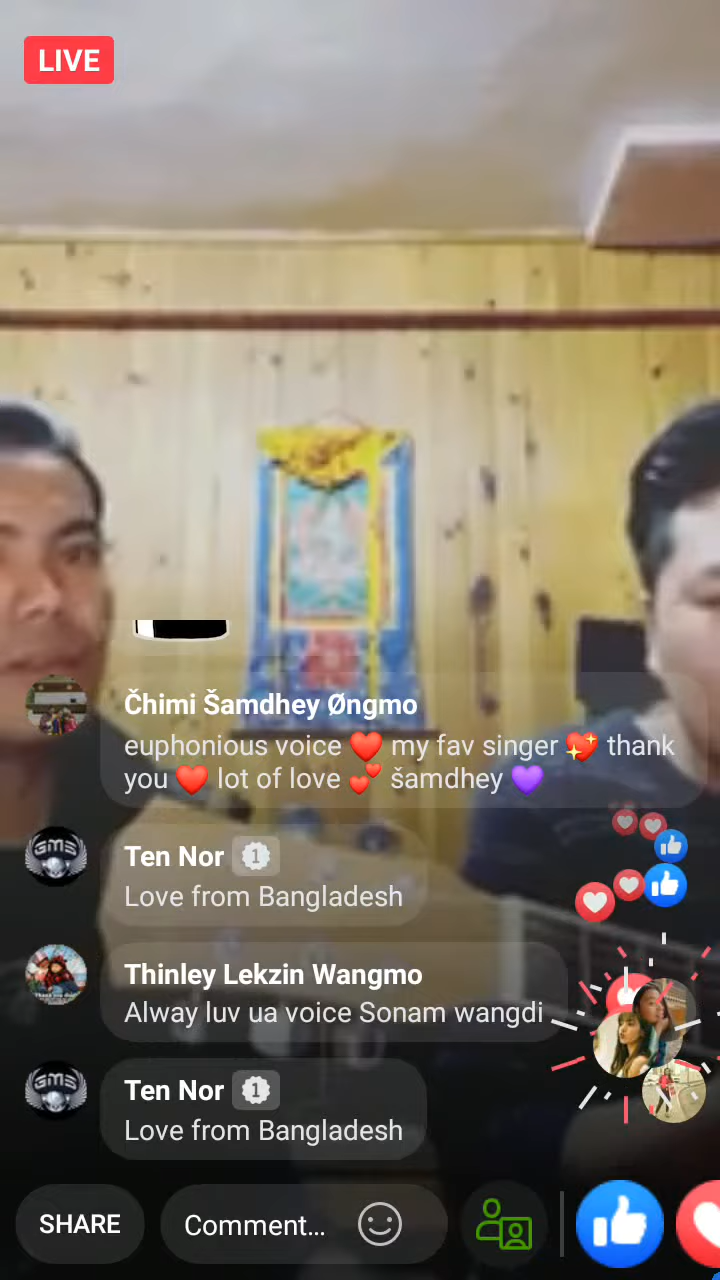 LIVE
Čhimi Šamdhey Øngmo
euphonious voice ❤️ my fav singer 💖 thank
you ❤️ lot of love 💕 šamdhey 💜
Ten Nor 1
Love from Bangladesh
GMS
Thinley Lekzin Wangmo
Alway luv ua voice Sonam wangdi
Ten Nor 1
Love from Bangladesh
GMS
SHARE
Comment...